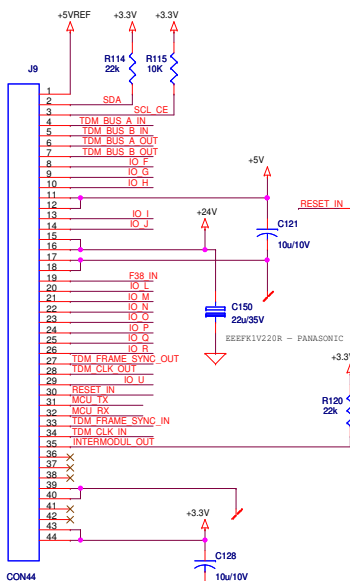 +5VREF
+3.3V
+3.3V
R114
22k
R115
10K
J9
1
2 SDA
3 SCL_CE
4 TDM_BUS_A_IN
5 TDM_BUS_B_IN
6 TDM_BUS_A_OUT
7 TDM_BUS_B_OUT
8 IO_F
9 IO_G
10 IO_H
11
12
13 IO_I
14 IO_J
15
16
17
18
19 F38_IN
20 IO_L
21 IO_M
22 IO_N
23 IO_O
24 IO_P
25 IO_Q
26 IO_R
27 TDM_FRAME_SYNC_OUT
28 TDM_CLK_OUT
29 IO_U
30 RESET_IN
31 MCU_TX
32 MCU_RX
33 TDM_FRAME_SYNC_IN
34 TDM_CLK_IN
35 INTERMODUL_OUT
36
37
38
39
40
41
42
43
44
CON44
+5V
RESET_IN
+24V
C121
10u/10V
C150
22u/35V
EEEFK1V220R - PANASONIC
+3.3V
R120
22k
+3.3V
C128
10u/10V